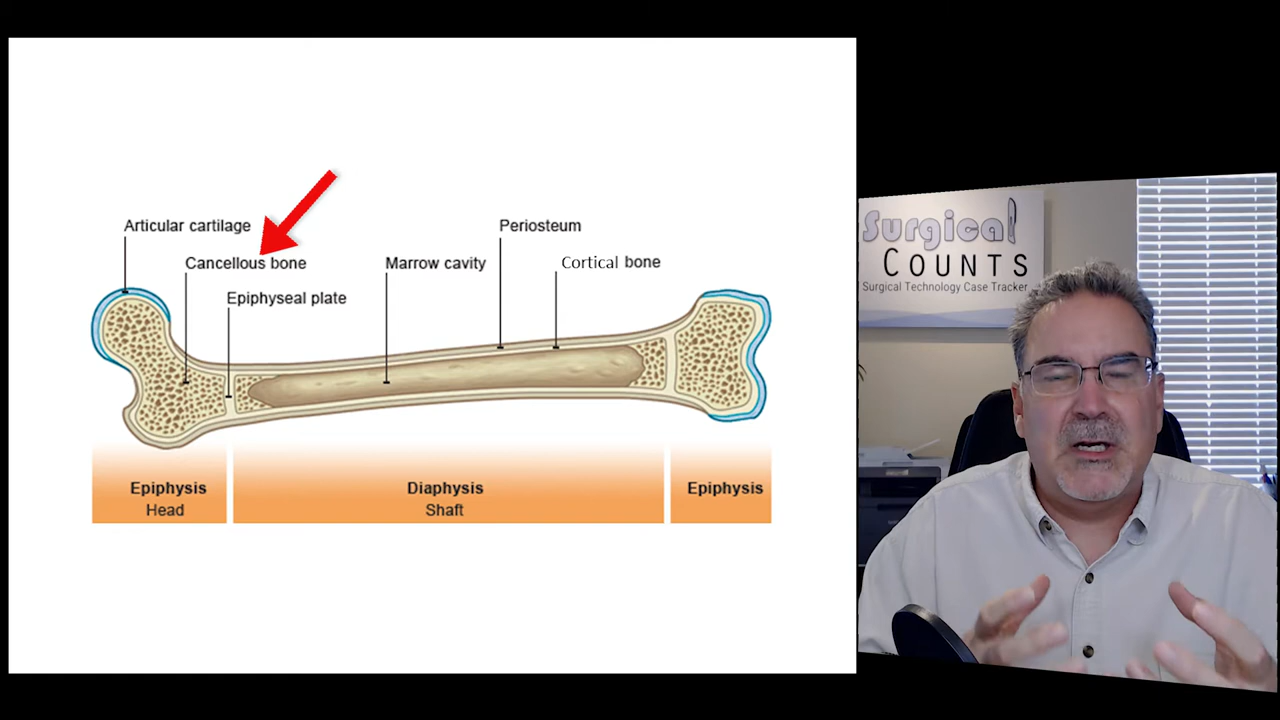 Articular cartilage
Periosteum
Cancellous bone
Marrow cavity
Cortical bone
Epiphyseal plate
Epiphysis
Head
Diaphysis
Shaft
Epiphysis
Surgical
COUNTS
Surgical Technology Case Tracker